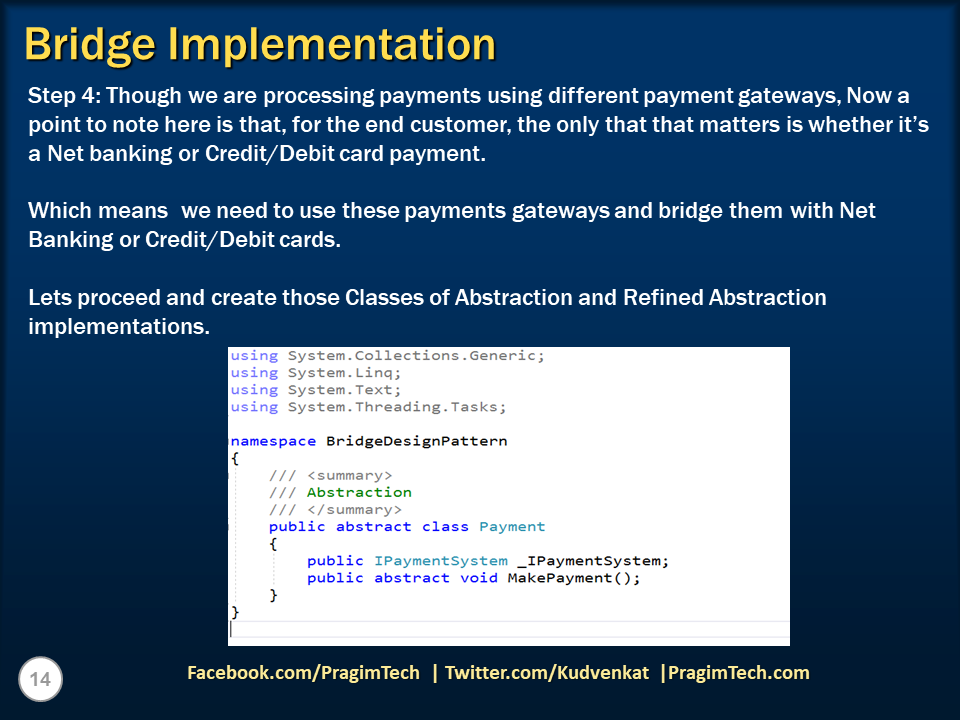 Bridge Implementation
Step 4: Though we are processing payments using different payment gateways, Now a
point to note here is that, for the end customer, the only that that matters is whether it's
a Net banking or Credit/Debit card payment.
Which means  we need to use these payments gateways and bridge them with Net
Banking or Credit/Debit cards.
Lets proceed and create those Classes of Abstraction and Refined Abstraction
implementations.
using System.Collections.Generic;
using System.Linq;
using System.Text;
using System.Threading.Tasks;
namespace BridgeDesignPattern
{
    /// <summary>
    /// Abstraction
    /// </summary>
    public abstract class Payment
    {
        public IPaymentSystem _IPaymentSystem;
        public abstract void MakePayment();
    }
}
14
Facebook.com/PragimTech | Twitter.com/Kudvenkat |PragimTech.com